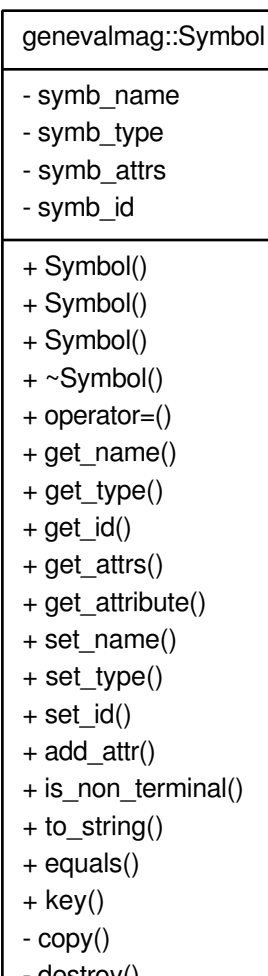 genevalmag::Symbol
- symb_name
- symb_type
- symb_attrs
- symb_id
+ Symbol()
+ Symbol()
+ Symbol()
+ ~Symbol()
+ operator=()
+ get_name()
+ get_type()
+ get_id()
+ get_attrs()
+ get_attribute()
+ set_name()
+ set_type()
+ set_id()
+ add_attr()
+ is_non_terminal()
+ to_string()
+ equals()
+ key()
- copy()
- destroy()